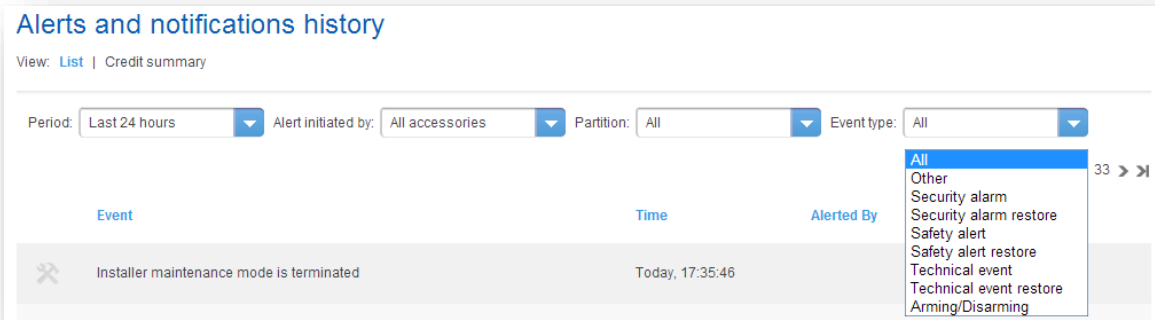 Alerts and notifications history
View: List | Credit summary
Period: Last 24 hours Alert initiated by: All accessories Partition: All Event type: All
All
33
Other
Security alarm
Security alarm restore
Safety alert
Safety alert restore
Technical event
Technical event restore
Arming/Disarming
Event Time Alerted By
Installer maintenance mode is terminated Today, 17:35:46